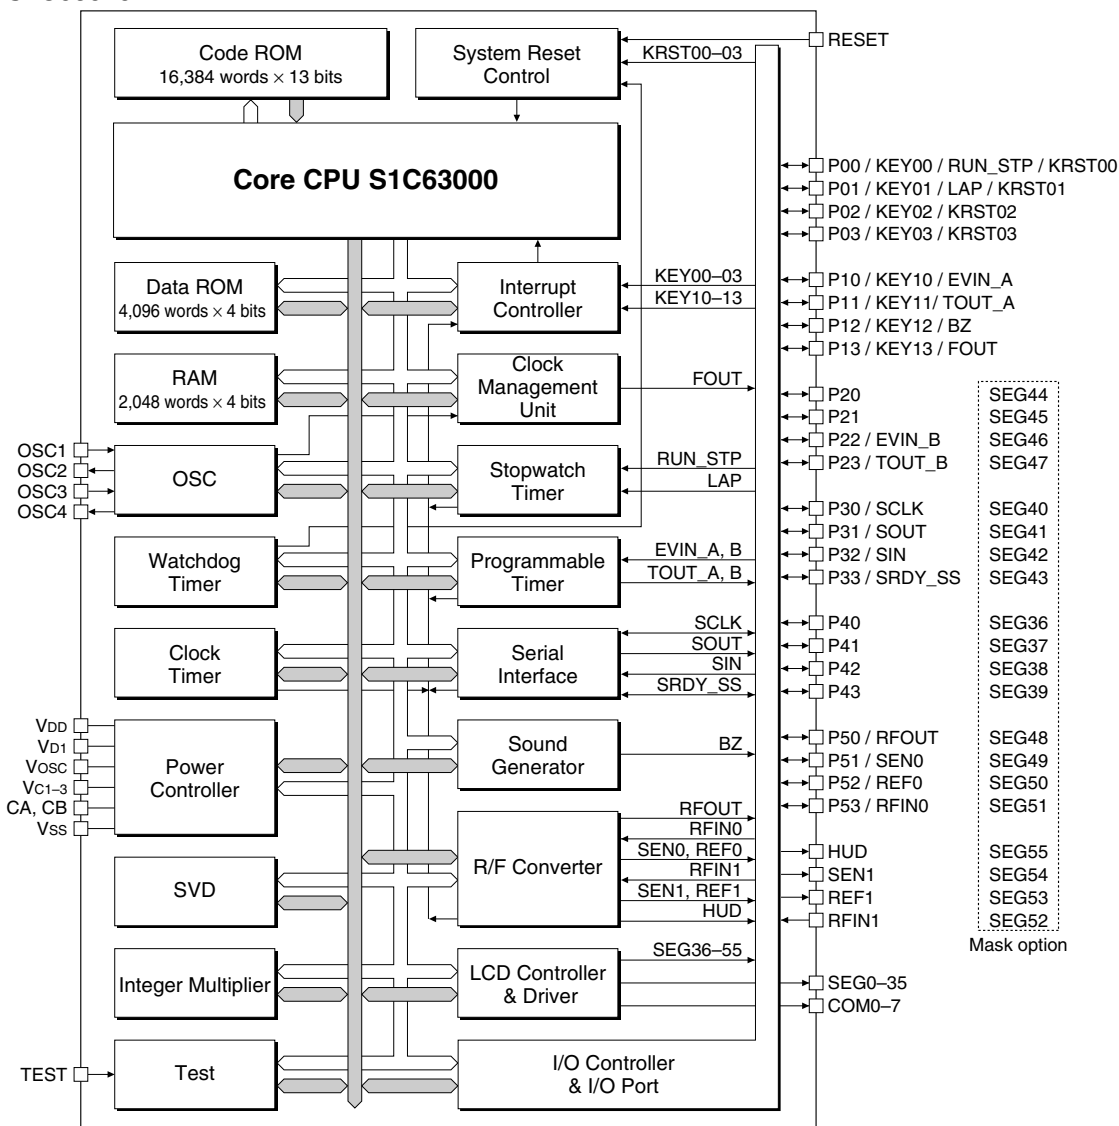 Code ROM
16,384 words × 13 bits
System Reset
Control
KRST00–03
RESET
Core CPU S1C63000
P00 / KEY00 / RUN_STP / KRST00
P01 / KEY01 / LAP / KRST01
P02 / KEY02 / KRST02
P03 / KEY03 / KRST03
Data ROM
4,096 words × 4 bits
Interrupt
Controller
KEY00–03
KEY10–13
P10 / KEY10 / EVIN_A
P11 / KEY11/ TOUT_A
P12 / KEY12 / BZ
P13 / KEY13 / FOUT
RAM
2,048 words × 4 bits
Clock
Management
Unit
FOUT
P20 SEG44
P21 SEG45
P22 / EVIN_B SEG46
P23 / TOUT_B SEG47
OSC1
OSC2
OSC3
OSC4
OSC
Stopwatch
Timer
RUN_STP
LAP
P30 / SCLK SEG40
P31 / SOUT SEG41
P32 / SIN SEG42
P33 / SRDY_SS SEG43
Watchdog
Timer
Programmable
Timer
EVIN_A, B
TOUT_A, B
Clock
Timer
Serial
Interface
SCLK
SOUT
SIN
SRDY_SS
P40 SEG36
P41 SEG37
P42 SEG38
P43 SEG39
VDD
VD1
VOSC
VC1–3
CA, CB
VSS
Power
Controller
Sound
Generator
BZ
P50 / RFOUT SEG48
P51 / SEN0 SEG49
P52 / REF0 SEG50
P53 / RFIN0 SEG51
SVD
R/F Converter
RFOUT
RFIN0
SEN0, REF0
RFIN1
SEN1, REF1
HUD
HUD SEG55
SEN1 SEG54
REF1 SEG53
RFIN1 SEG52
Mask option
Integer Multiplier
LCD Controller
& Driver
SEG36–55
SEG0–35
COM0–7
TEST
Test
I/O Controller
& I/O Port